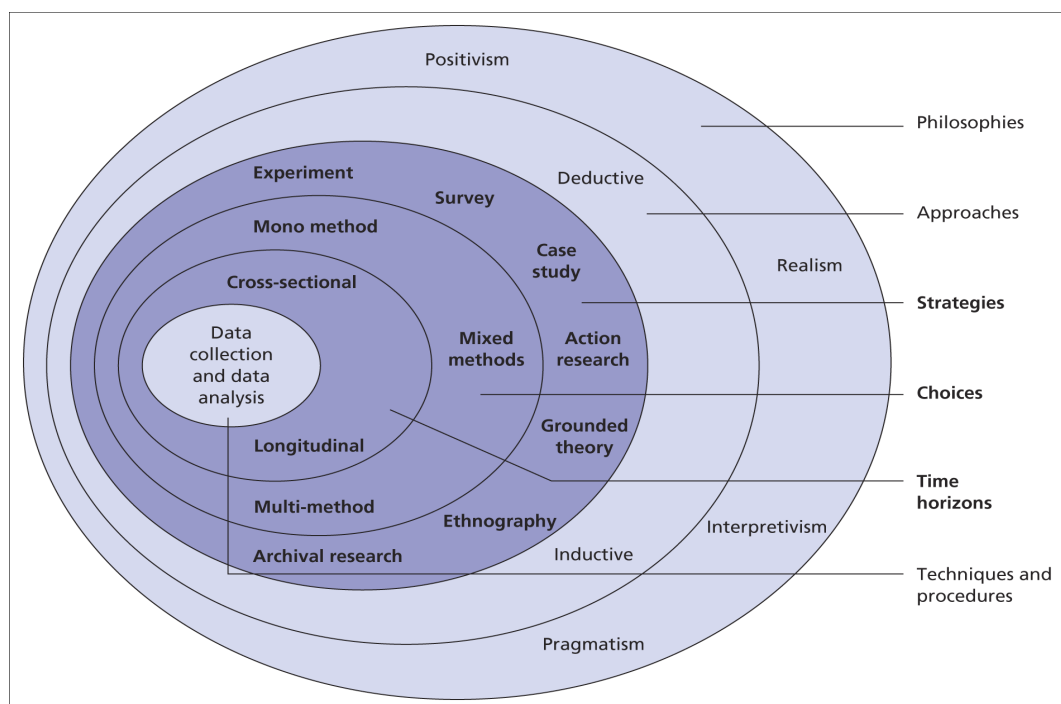 Positivism
Philosophies
Experiment
Deductive
Survey
Approaches
Mono method
Case
study
Realism
Cross-sectional
Strategies
Data
collection
and data
analysis
Mixed
methods
Action
research
Choices
Longitudinal
Grounded
theory
Time
horizons
Multi-method
Ethnography
Interpretivism
Archival research
Inductive
Techniques and
procedures
Pragmatism